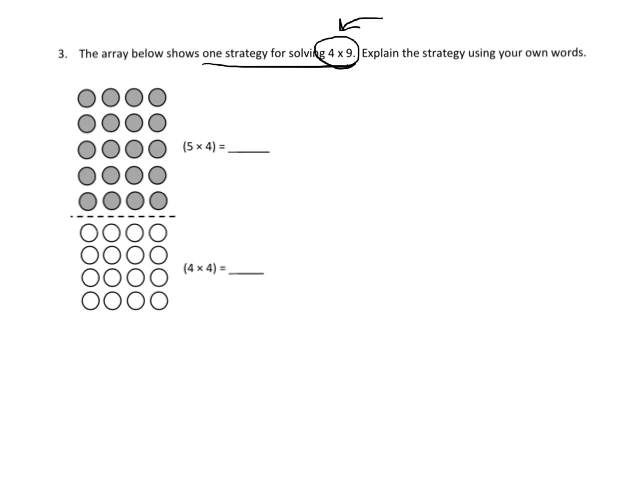 3. The array below shows one strategy for solving 4 x 9. Explain the strategy using your own words.
(5 × 4) = ______
(4 × 4) = _____